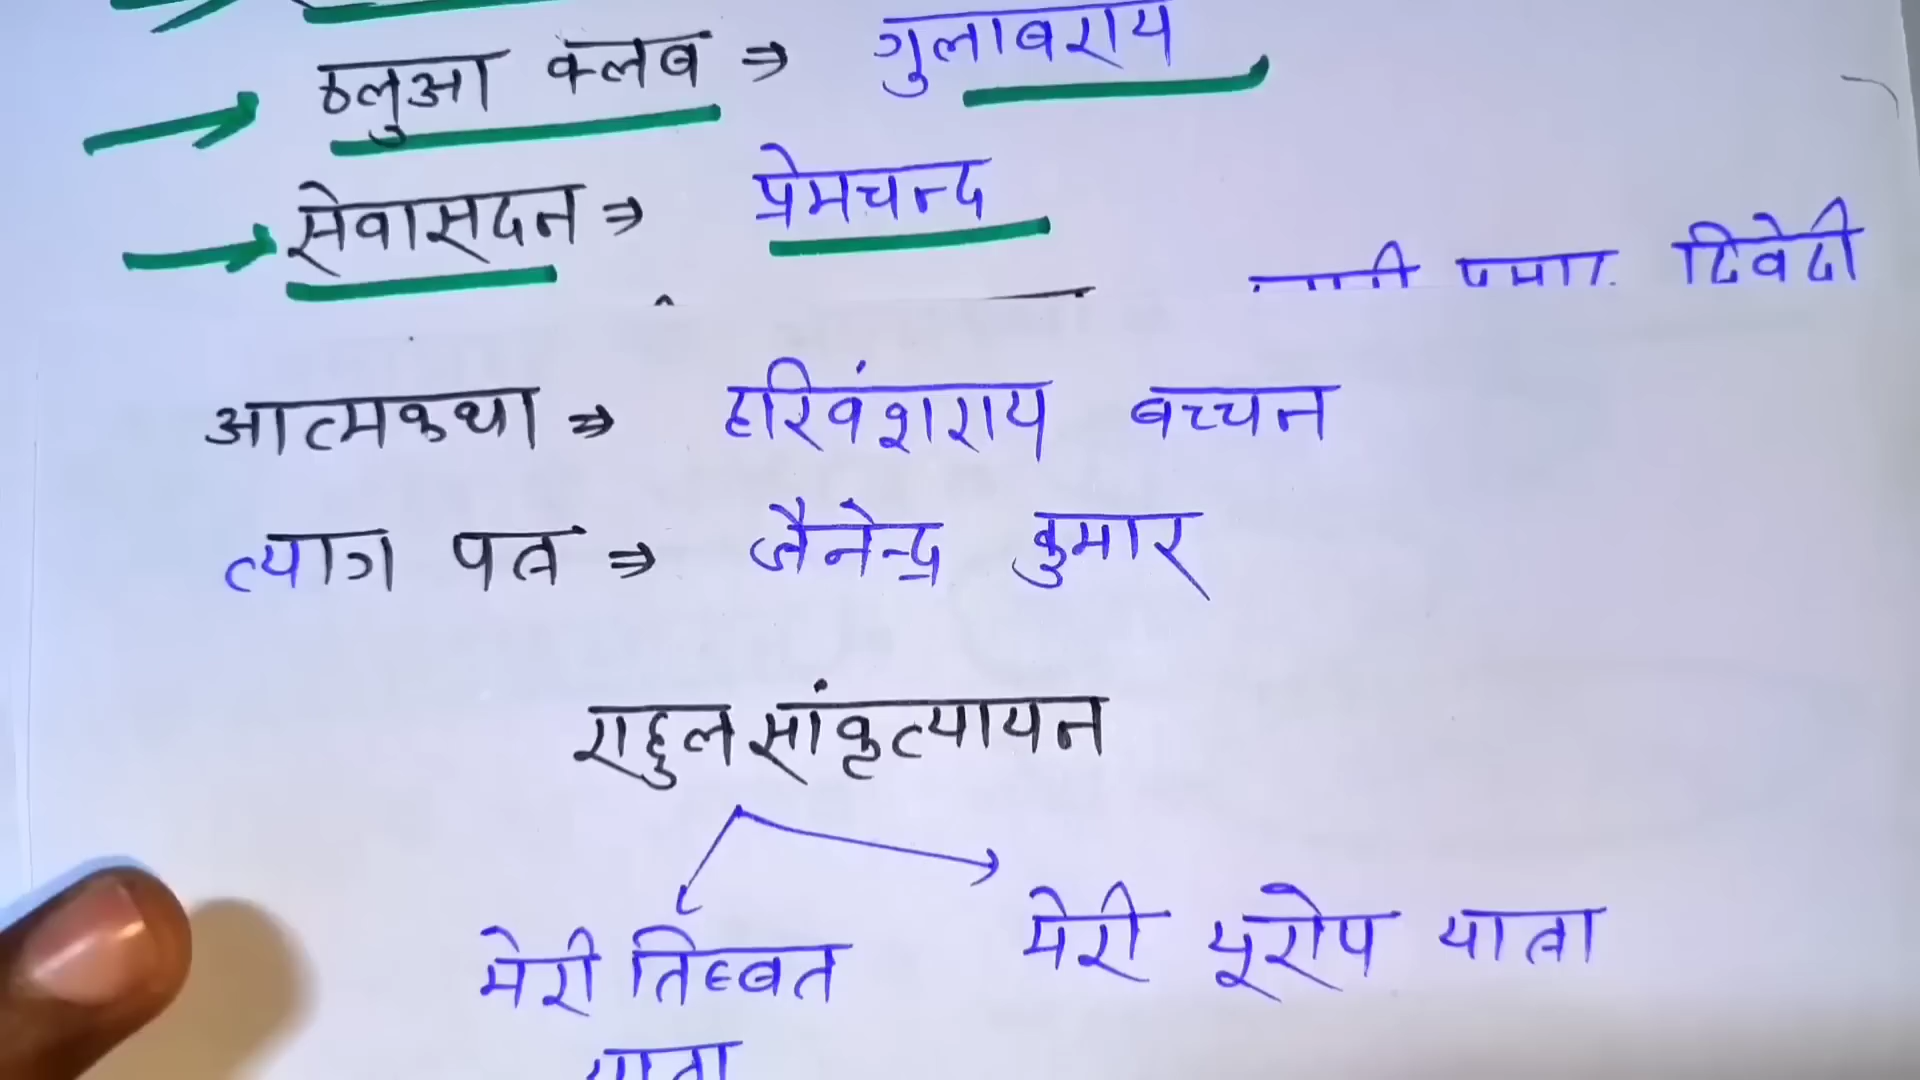 ठलुआ क्लब ⇒ गुलाबराय
सेवासदन ⇒ प्रेमचन्द
द्विवेदी
आत्मकथा ⇒ हरिवंशराय बच्चन
त्याग पत्र ⇒ जैनेन्द्र कुमार
राहुल सांकृत्यायन
मेरी तिब्बत मेरी यूरोप यात्रा
यात्रा